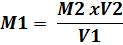 M1 = M2 xV2 / V1